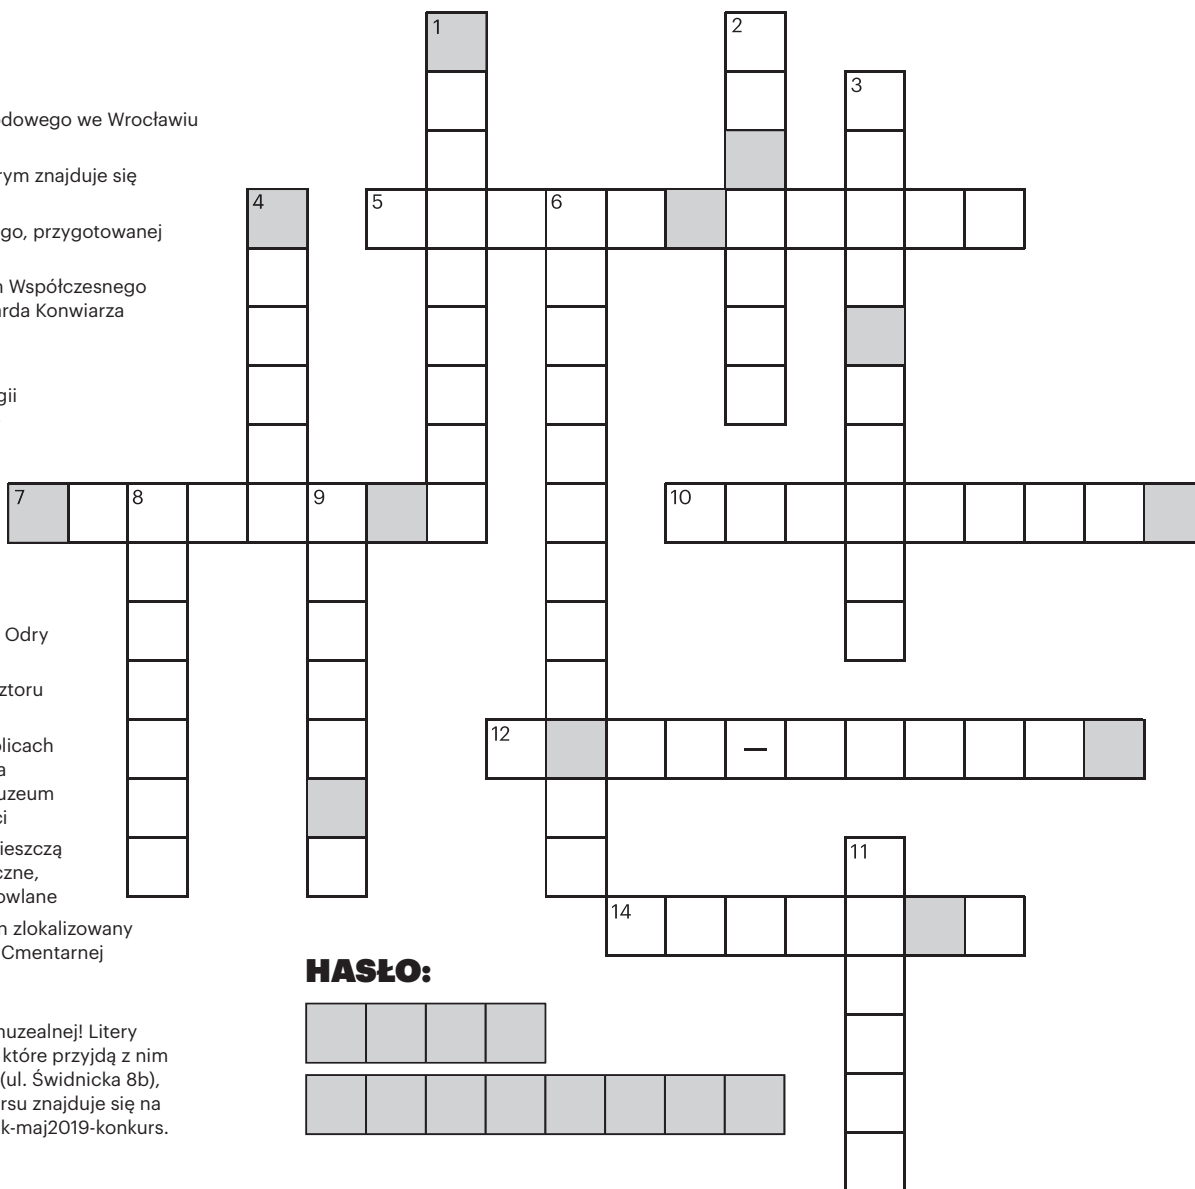 1
2
3
dowego we Wrocławiu
rym znajduje się
4
5
6
go, przygotowanej
Współczesnego
rda Konwiarza
gii
7
8
9
10
Odry
ztoru
12
—
licach
a
uzeum
ci
ieszczą
11
czne,
owlane
14
zlokalizowany
Cmentarnej
HASŁO:
nuzealnej! Litery
które przyjdą z nim
(ul. Świdnicka 8b),
rsu znajduje się na
k-maj2019-konkurs.